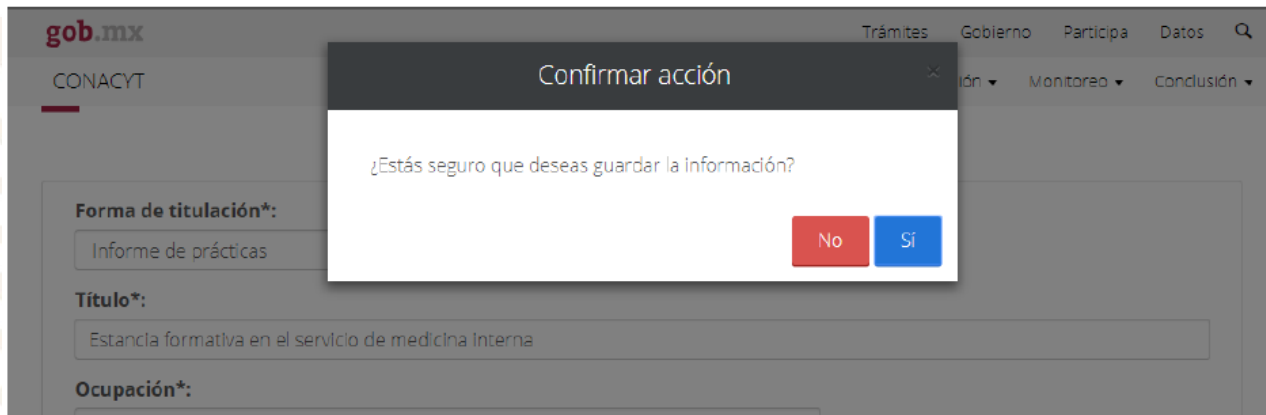 gob.mx
Trámites Gobierno Participa Datos
Confirmar acción ×
CONACYT
ión Monitoreo Conclusión
¿Estás seguro que deseas guardar la información?
No Sí
Forma de titulación*:
Informe de prácticas
Título*:
Estancia formativa en el servicio de medicina interna
Ocupación*: